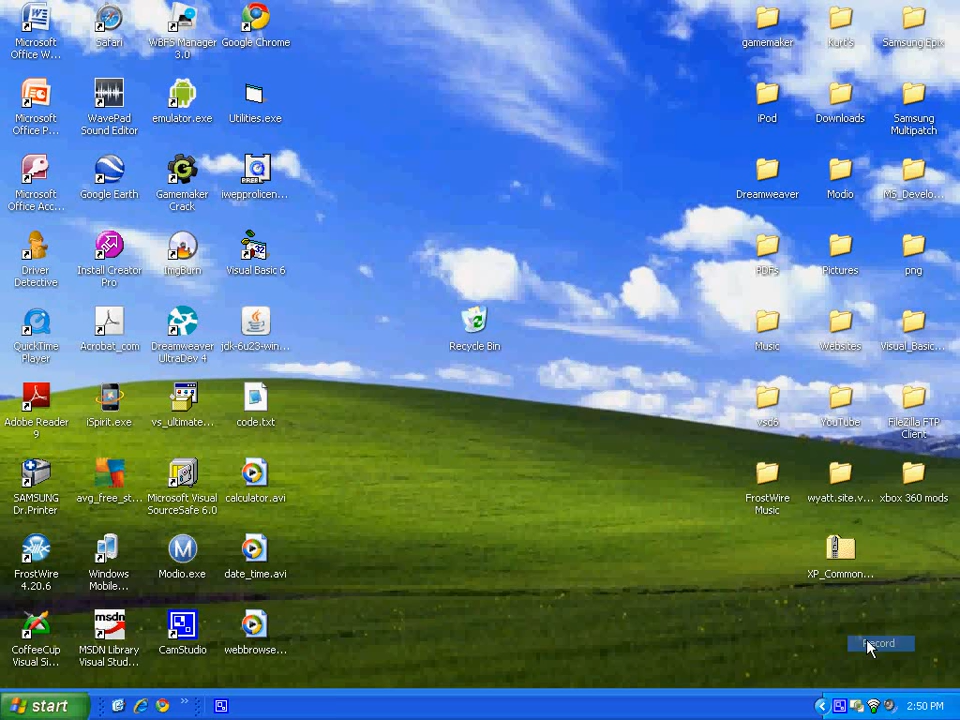 Microsoft
Office W...
Safari
WBFS Manager
3.0
Google Chrome
gamemaker
Kurt's
Samsung Epix
Microsoft
Office P...
WavePad
Sound Editor
emulator.exe
Utilities.exe
iPod
Downloads
Samsung
Multipatch
Microsoft
Office Acc...
Google Earth
Gamemaker
Crack
FREE
iwepprolicen...
Dreamweaver
Modio
MS_Develo...
Driver
Detective
Install Creator
Pro
ImgBurn
Visual Basic 6
PDFs
Pictures
png
QuickTime
Player
Acrobat_com
Dreamweaver
UltraDev 4
jdk-6u23-win...
Recycle Bin
Music
Websites
Visual_Basic...
Adobe Reader
9
iSpirit.exe
vs_ultimate...
code.txt
vsd6
YouTube
FileZilla FTP
Client
SAMSUNG
Dr.Printer
avg_free_st...
Microsoft Visual
SourceSafe 6.0
calculator.avi
FrostWire
Music
wyatt.site.v...
xbox 360 mods
FrostWire
4.20.6
Windows
Mobile...
M
Modio.exe
date_time.avi
XP_Common...
CoffeeCup
Visual Si...
msdn
MSDN Library
Visual Stud...
CamStudio
webbrowse...
Record
start
2:50 PM